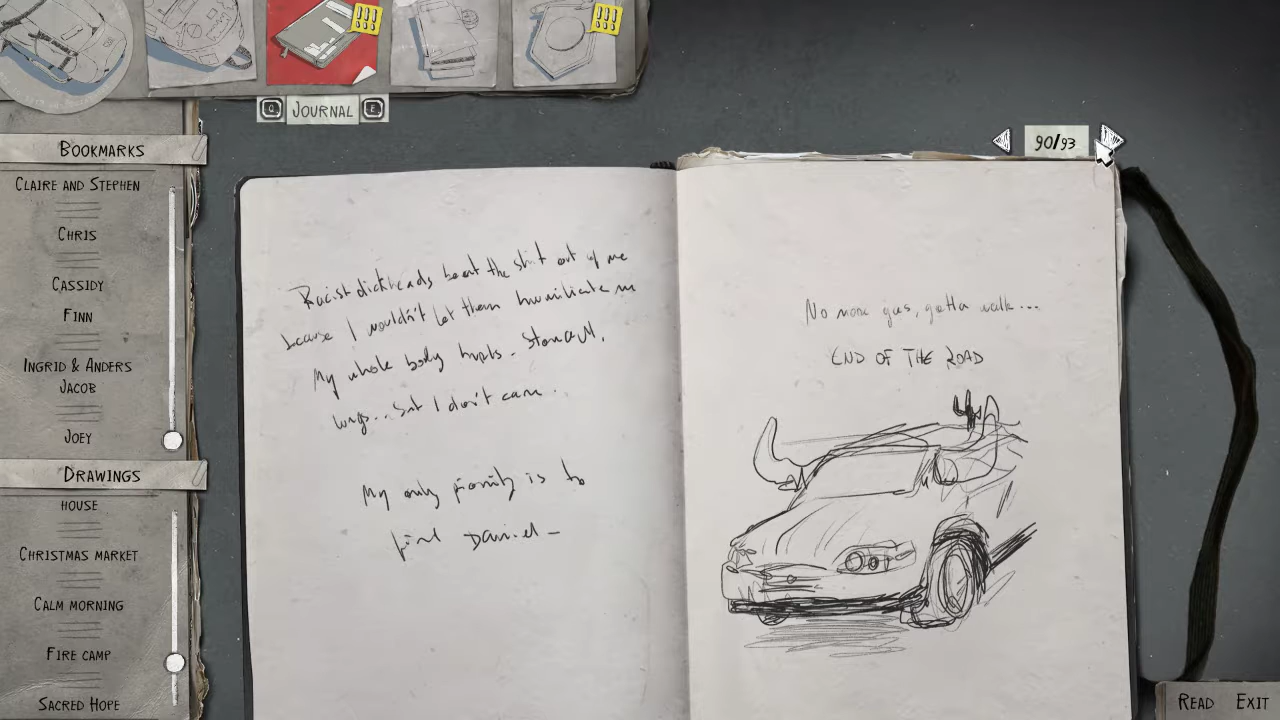 Q JOURNAL E
90/93
BOOKMARKS
CLAIRE AND STEPHEN
CHRIS
CASSIDY
FINN
INGRID & ANDERS
JACOB
JOEY
DRAWINGS
HOUSE
CHRISTMAS MARKET
CALM MORNING
FIRE CAMP
SACRED HOPE
Racist dickheads beat the shit out of me
because I wouldn't let them humiliate me
My whole body hurts. Stomach,
lungs... but I don't care.
My only priority is to
find Daniel_
No more gas, gotta walk...
END OF THE ROAD
READ EXIT